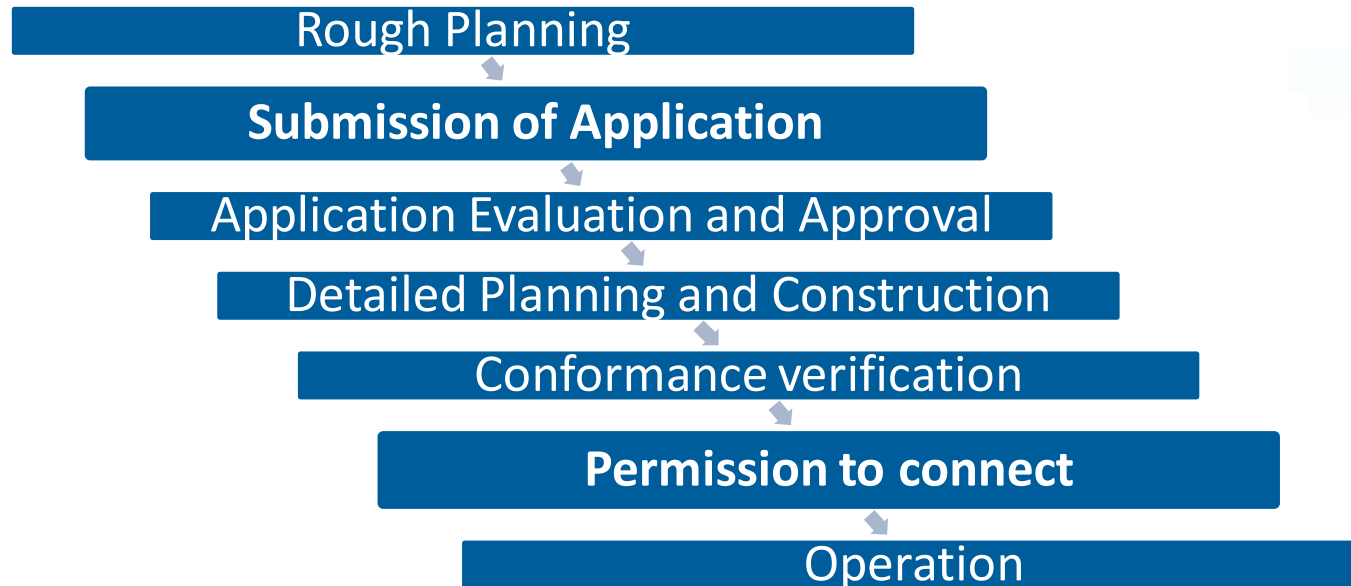 Rough Planning
Submission of Application
Application Evaluation and Approval
Detailed Planning and Construction
Conformance verification
Permission to connect
Operation